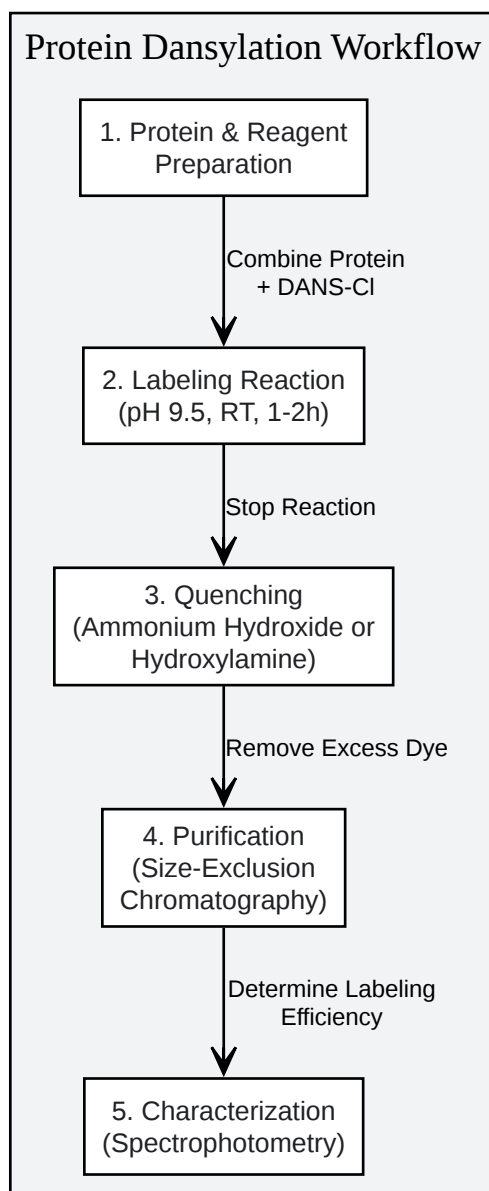 Protein Dansylation Workflow
1. Protein & Reagent
Preparation
Combine Protein
+ DANS-Cl
2. Labeling Reaction
(pH 9.5, RT, 1-2h)
Stop Reaction
3. Quenching
(Ammonium Hydroxide or
Hydroxylamine)
Remove Excess Dye
4. Purification
(Size-Exclusion
Chromatography)
Determine Labeling
Efficiency
5. Characterization
(Spectrophotometry)